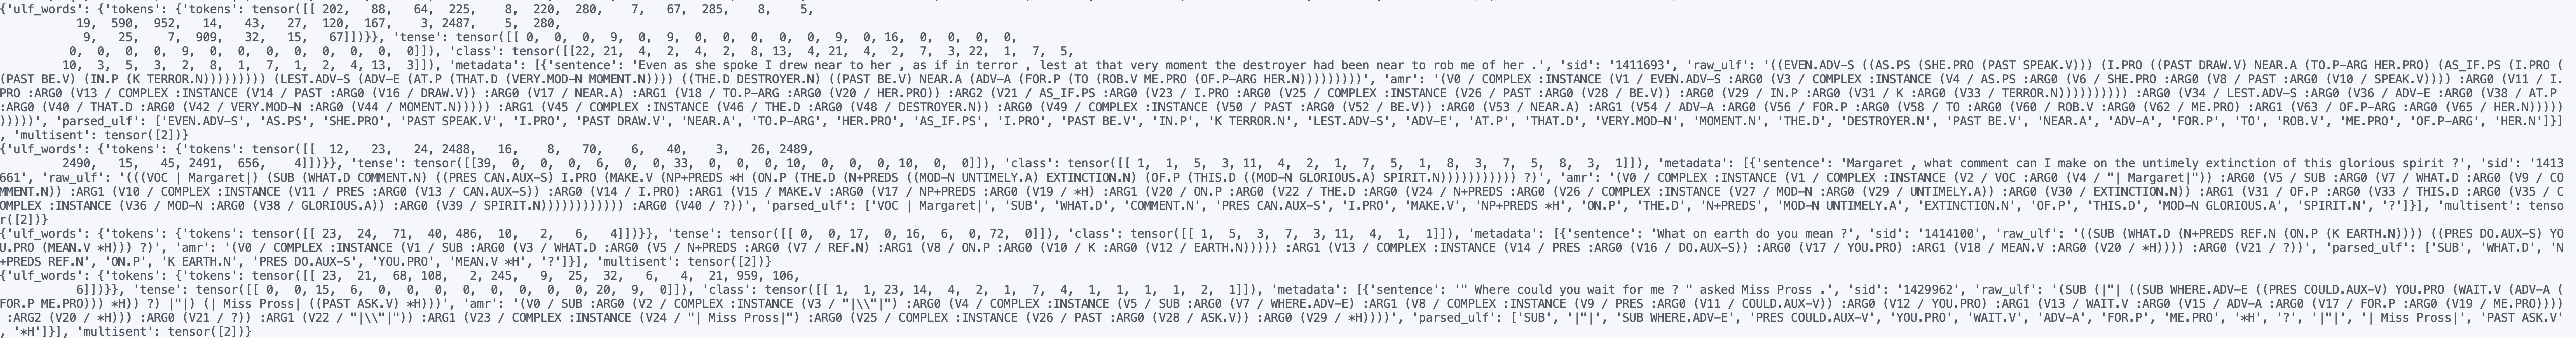 {'ulf_words': {'tokens': {'tokens': tensor([[ 202, 88, 64, 225, 8, 220, 280, 7, 67, 285, 8, 5,
19, 590, 952, 14, 43, 27, 120, 167, 3, 2487, 5, 280,
9, 25, 7, 909, 32, 15, 67]])}}, 'tense': tensor([[ 0, 0, 0, 9, 0, 9, 0, 0, 0, 0, 0, 0, 9, 0, 16, 0, 0, 0, 0,
0, 0, 0, 0, 9, 0, 0, 0, 0, 0, 0, 0, 0]]), 'class': tensor([[22, 21, 4, 2, 4, 2, 8, 13, 4, 21, 4, 2, 7, 3, 22, 1, 7, 5,
10, 3, 5, 3, 2, 8, 1, 7, 1, 2, 4, 13, 3]]), 'metadata': [{'sentence': 'Even as she spoke I drew near to her , as if in terror , lest at that very moment the destroyer had been near to rob me of her .', 'sid': '1411693', 'raw_ulf': '((EVEN.ADV-S ((AS.PS (SHE.PRO (PAST SPEAK.V))) (I.PRO ((PAST DRAW.V) NEAR.A (TO.P-ARG HER.PRO) (AS_IF.PS (I.PRO (
(PAST BE.V) (IN.P (K TERROR.N))))))))) (LEST.ADV-S (ADV-E (AT.P (THAT.D (VERY.MOD-N MOMENT.N)))) ((THE.D DESTROYER.N) ((PAST BE.V) NEAR.A (ADV-A (FOR.P (TO (ROB.V ME.PRO (OF.P-ARG HER.N)))))))))', 'amr': '(V0 / COMPLEX :INSTANCE (V1 / EVEN.ADV-S :ARG0 (V3 / COMPLEX :INSTANCE (V4 / AS.PS :ARG0 (V6 / SHE.PRO :ARG0 (V8 / PAST :ARG0 (V10 / SPEAK.V)))) :ARG0 (V11 / I.
PRO :ARG0 (V13 / COMPLEX :INSTANCE (V14 / PAST :ARG0 (V16 / DRAW.V)) :ARG0 (V17 / NEAR.A) :ARG1 (V18 / TO.P-ARG :ARG0 (V20 / HER.PRO)) :ARG2 (V21 / AS_IF.PS :ARG0 (V23 / I.PRO :ARG0 (V25 / COMPLEX :INSTANCE (V26 / PAST :ARG0 (V28 / BE.V)) :ARG0 (V29 / IN.P :ARG0 (V31 / K :ARG0 (V33 / TERROR.N)))))))))) :ARG0 (V34 / LEST.ADV-S :ARG0 (V36 / ADV-E :ARG0 (V38 / AT.P
:ARG0 (V40 / THAT.D :ARG0 (V42 / VERY.MOD-N :ARG0 (V44 / MOMENT.N))))) :ARG1 (V45 / COMPLEX :INSTANCE (V46 / THE.D :ARG0 (V48 / DESTROYER.N)) :ARG0 (V49 / COMPLEX :INSTANCE (V50 / PAST :ARG0 (V52 / BE.V)) :ARG0 (V53 / NEAR.A) :ARG1 (V54 / ADV-A :ARG0 (V56 / FOR.P :ARG0 (V58 / TO :ARG0 (V60 / ROB.V :ARG0 (V62 / ME.PRO) :ARG1 (V63 / OF.P-ARG :ARG0 (V65 / HER.N)))))
)))))', 'parsed_ulf': ['EVEN.ADV-S', 'AS.PS', 'SHE.PRO', 'PAST SPEAK.V', 'I.PRO', 'PAST DRAW.V', 'NEAR.A', 'TO.P-ARG', 'HER.PRO', 'AS_IF.PS', 'I.PRO', 'PAST BE.V', 'IN.P', 'K TERROR.N', 'LEST.ADV-S', 'ADV-E', 'AT.P', 'THAT.D', 'VERY.MOD-N', 'MOMENT.N', 'THE.D', 'DESTROYER.N', 'PAST BE.V', 'NEAR.A', 'ADV-A', 'FOR.P', 'TO', 'ROB.V', 'ME.PRO', 'OF.P-ARG', 'HER.N']}]
, 'multisent': tensor([2])}
{'ulf_words': {'tokens': {'tokens': tensor([[ 12, 23, 24, 2488, 16, 8, 70, 6, 40, 3, 26, 2489,
2490, 15, 45, 2491, 656, 4]])}}, 'tense': tensor([[39, 0, 0, 0, 6, 0, 0, 33, 0, 0, 0, 10, 0, 0, 0, 10, 0, 0]]), 'class': tensor([[ 1, 1, 5, 3, 11, 4, 2, 1, 7, 5, 1, 8, 3, 7, 5, 8, 3, 1]]), 'metadata': [{'sentence': 'Margaret , what comment can I make on the untimely extinction of this glorious spirit ?', 'sid': '1413
661', 'raw_ulf': '(((VOC | Margaret|) (SUB (WHAT.D COMMENT.N) ((PRES CAN.AUX-S) I.PRO (MAKE.V (NP+PREDS *H (ON.P (THE.D (N+PREDS ((MOD-N UNTIMELY.A) EXTINCTION.N) (OF.P (THIS.D ((MOD-N GLORIOUS.A) SPIRIT.N))))))))))) ?)', 'amr': '(V0 / COMPLEX :INSTANCE (V1 / COMPLEX :INSTANCE (V2 / VOC :ARG0 (V4 / "| Margaret|")) :ARG0 (V5 / SUB :ARG0 (V7 / WHAT.D :ARG0 (V9 / CO
MMENT.N)) :ARG1 (V10 / COMPLEX :INSTANCE (V11 / PRES :ARG0 (V13 / CAN.AUX-S)) :ARG0 (V14 / I.PRO) :ARG1 (V15 / MAKE.V :ARG0 (V17 / NP+PREDS :ARG0 (V19 / *H) :ARG1 (V20 / ON.P :ARG0 (V22 / THE.D :ARG0 (V24 / N+PREDS :ARG0 (V26 / COMPLEX :INSTANCE (V27 / MOD-N :ARG0 (V29 / UNTIMELY.A)) :ARG0 (V30 / EXTINCTION.N)) :ARG1 (V31 / OF.P :ARG0 (V33 / THIS.D :ARG0 (V35 / C
OMPLEX :INSTANCE (V36 / MOD-N :ARG0 (V38 / GLORIOUS.A)) :ARG0 (V39 / SPIRIT.N)))))))))))) :ARG0 (V40 / ?))', 'parsed_ulf': ['VOC | Margaret|', 'SUB', 'WHAT.D', 'COMMENT.N', 'PRES CAN.AUX-S', 'I.PRO', 'MAKE.V', 'NP+PREDS *H', 'ON.P', 'THE.D', 'N+PREDS', 'MOD-N UNTIMELY.A', 'EXTINCTION.N', 'OF.P', 'THIS.D', 'MOD-N GLORIOUS.A', 'SPIRIT.N', '?']}], 'multisent': tenso
r([2])}
{'ulf_words': {'tokens': {'tokens': tensor([[ 23, 24, 71, 40, 486, 10, 2, 6, 4]])}}, 'tense': tensor([[ 0, 0, 17, 0, 16, 6, 0, 72, 0]]), 'class': tensor([[ 1, 5, 3, 7, 3, 11, 4, 1, 1]]), 'metadata': [{'sentence': 'What on earth do you mean ?', 'sid': '1414100', 'raw_ulf': '((SUB (WHAT.D (N+PREDS REF.N (ON.P (K EARTH.N)))) ((PRES DO.AUX-S) YO
U.PRO (MEAN.V *H))) ?)', 'amr': '(V0 / COMPLEX :INSTANCE (V1 / SUB :ARG0 (V3 / WHAT.D :ARG0 (V5 / N+PREDS :ARG0 (V7 / REF.N) :ARG1 (V8 / ON.P :ARG0 (V10 / K :ARG0 (V12 / EARTH.N))))) :ARG1 (V13 / COMPLEX :INSTANCE (V14 / PRES :ARG0 (V16 / DO.AUX-S)) :ARG0 (V17 / YOU.PRO) :ARG1 (V18 / MEAN.V :ARG0 (V20 / *H)))) :ARG0 (V21 / ?))', 'parsed_ulf': ['SUB', 'WHAT.D', 'N
+PREDS REF.N', 'ON.P', 'K EARTH.N', 'PRES DO.AUX-S', 'YOU.PRO', 'MEAN.V *H', '?']}], 'multisent': tensor([2])}
{'ulf_words': {'tokens': {'tokens': tensor([[ 23, 21, 68, 108, 2, 245, 9, 25, 32, 6, 4, 21, 959, 106,
6]])}}, 'tense': tensor([[ 0, 0, 15, 6, 0, 0, 0, 0, 0, 0, 0, 0, 20, 9, 0]]), 'class': tensor([[ 1, 1, 23, 14, 4, 2, 1, 7, 4, 1, 1, 1, 1, 2, 1]]), 'metadata': [{'sentence': '" Where could you wait for me ? " asked Miss Pross .', 'sid': '1429962', 'raw_ulf': '(SUB (|"| ((SUB WHERE.ADV-E ((PRES COULD.AUX-V) YOU.PRO (WAIT.V (ADV-A (
FOR.P ME.PRO))) *H)) ?) |"|) (| Miss Pross| ((PAST ASK.V) *H)))', 'amr': '(V0 / SUB :ARG0 (V2 / COMPLEX :INSTANCE (V3 / "|\\"|") :ARG0 (V4 / COMPLEX :INSTANCE (V5 / SUB :ARG0 (V7 / WHERE.ADV-E) :ARG1 (V8 / COMPLEX :INSTANCE (V9 / PRES :ARG0 (V11 / COULD.AUX-V)) :ARG0 (V12 / YOU.PRO) :ARG1 (V13 / WAIT.V :ARG0 (V15 / ADV-A :ARG0 (V17 / FOR.P :ARG0 (V19 / ME.PRO))))
:ARG2 (V20 / *H))) :ARG0 (V21 / ?)) :ARG1 (V22 / "|\\"|")) :ARG1 (V23 / COMPLEX :INSTANCE (V24 / "| Miss Pross|") :ARG0 (V25 / COMPLEX :INSTANCE (V26 / PAST :ARG0 (V28 / ASK.V)) :ARG0 (V29 / *H))))', 'parsed_ulf': ['SUB', '|"|', 'SUB WHERE.ADV-E', 'PRES COULD.AUX-V', 'YOU.PRO', 'WAIT.V', 'ADV-A', 'FOR.P', 'ME.PRO', '*H', '?', '|"|', '| Miss Pross|', 'PAST ASK.V'
, '*H']}], 'multisent': tensor([2])}